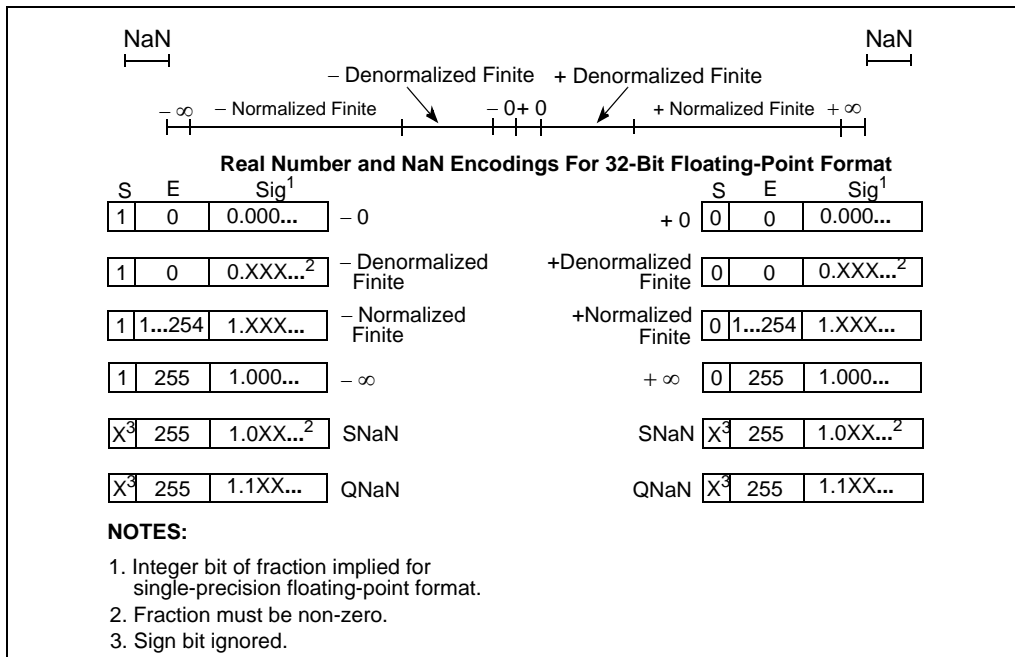 NaN NaN
− Denormalized Finite + Denormalized Finite
− ∞ − Normalized Finite − 0 + 0 + Normalized Finite + ∞
Real Number and NaN Encodings For 32-Bit Floating-Point Format
S E Sig1 S E Sig1
1 0 0.000... − 0 + 0 0 0 0.000...
1 0 0.XXX...2 − Denormalized Finite +Denormalized Finite 0 0 0.XXX...2
1 1...254 1.XXX... − Normalized Finite +Normalized Finite 0 1...254 1.XXX...
1 255 1.000... − ∞ + ∞ 0 255 1.000...
X3 255 1.0XX...2 SNaN SNaN X3 255 1.0XX...2
X3 255 1.1XX... QNaN QNaN X3 255 1.1XX...
NOTES:
1. Integer bit of fraction implied for
single-precision floating-point format.
2. Fraction must be non-zero.
3. Sign bit ignored.